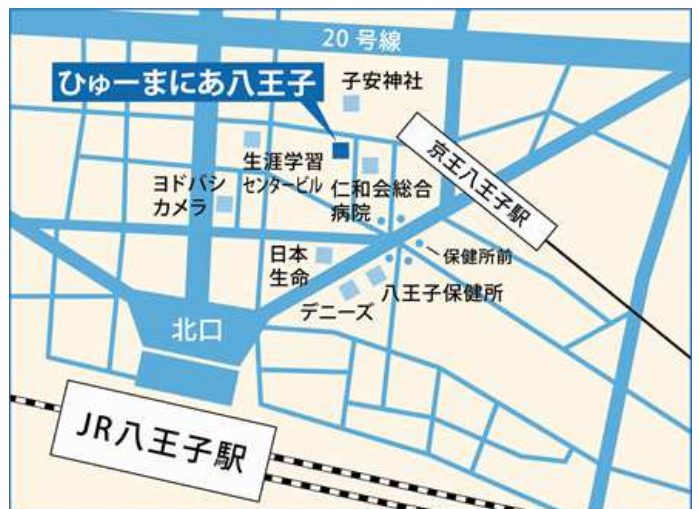 20号線
ひゅーまにあ八王子
子安神社
京王八王子駅
生涯学習
センタービル
仁和会総合
病院
ヨドバシ
カメラ
日本
生命
保健所前
八王子保健所
デニーズ
北口
JR八王子駅